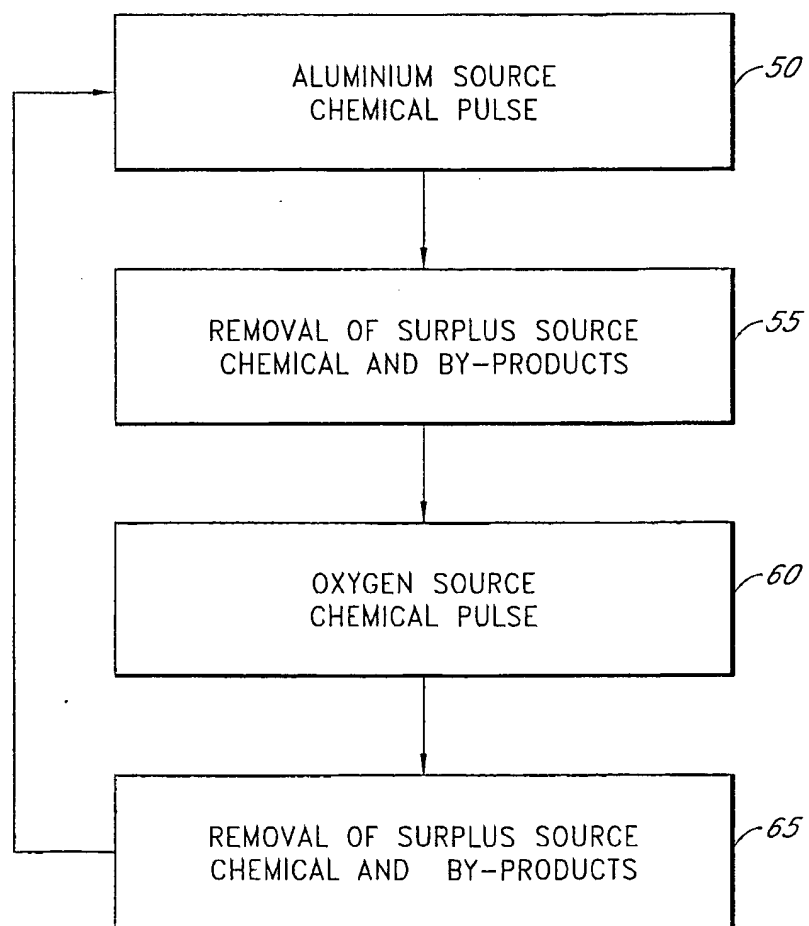 ALUMINIUM SOURCE
CHEMICAL PULSE
50
REMOVAL OF SURPLUS SOURCE
CHEMICAL AND BY-PRODUCTS
55
OXYGEN SOURCE
CHEMICAL PULSE
60
REMOVAL OF SURPLUS SOURCE
CHEMICAL AND BY-PRODUCTS
65